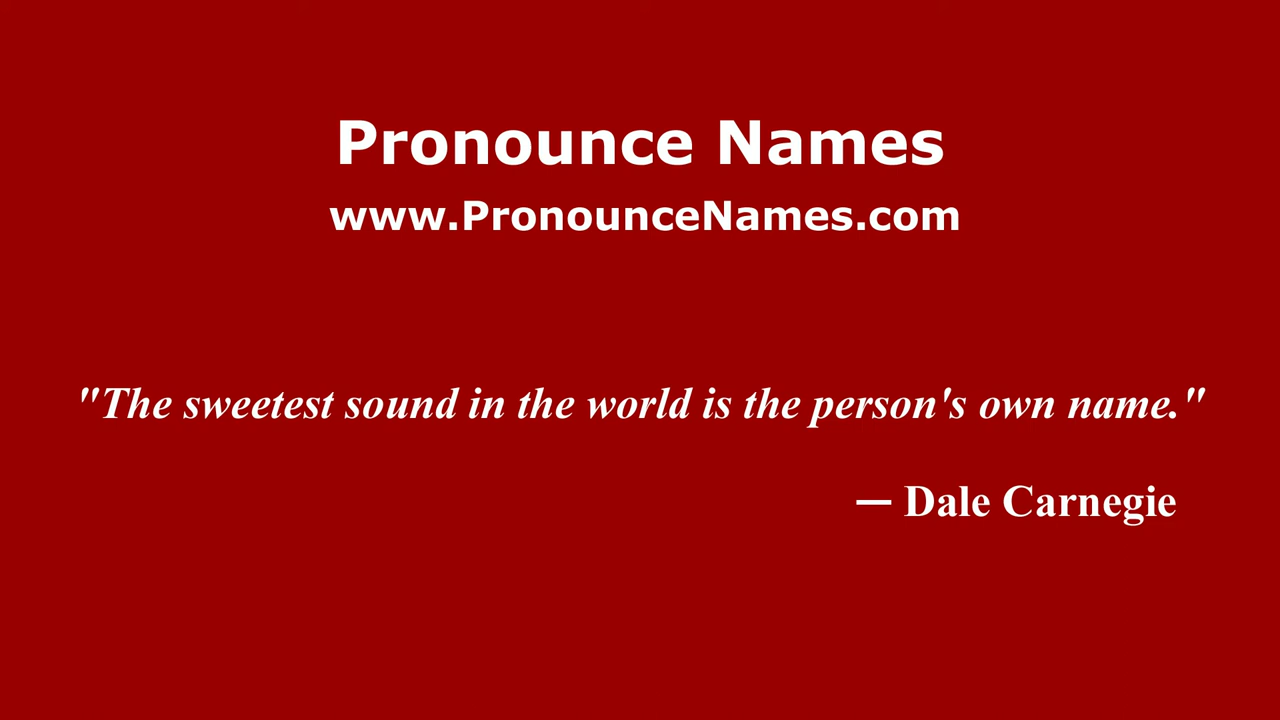 Pronounce Names
www.PronounceNames.com
"The sweetest sound in the world is the person's own name."
— Dale Carnegie